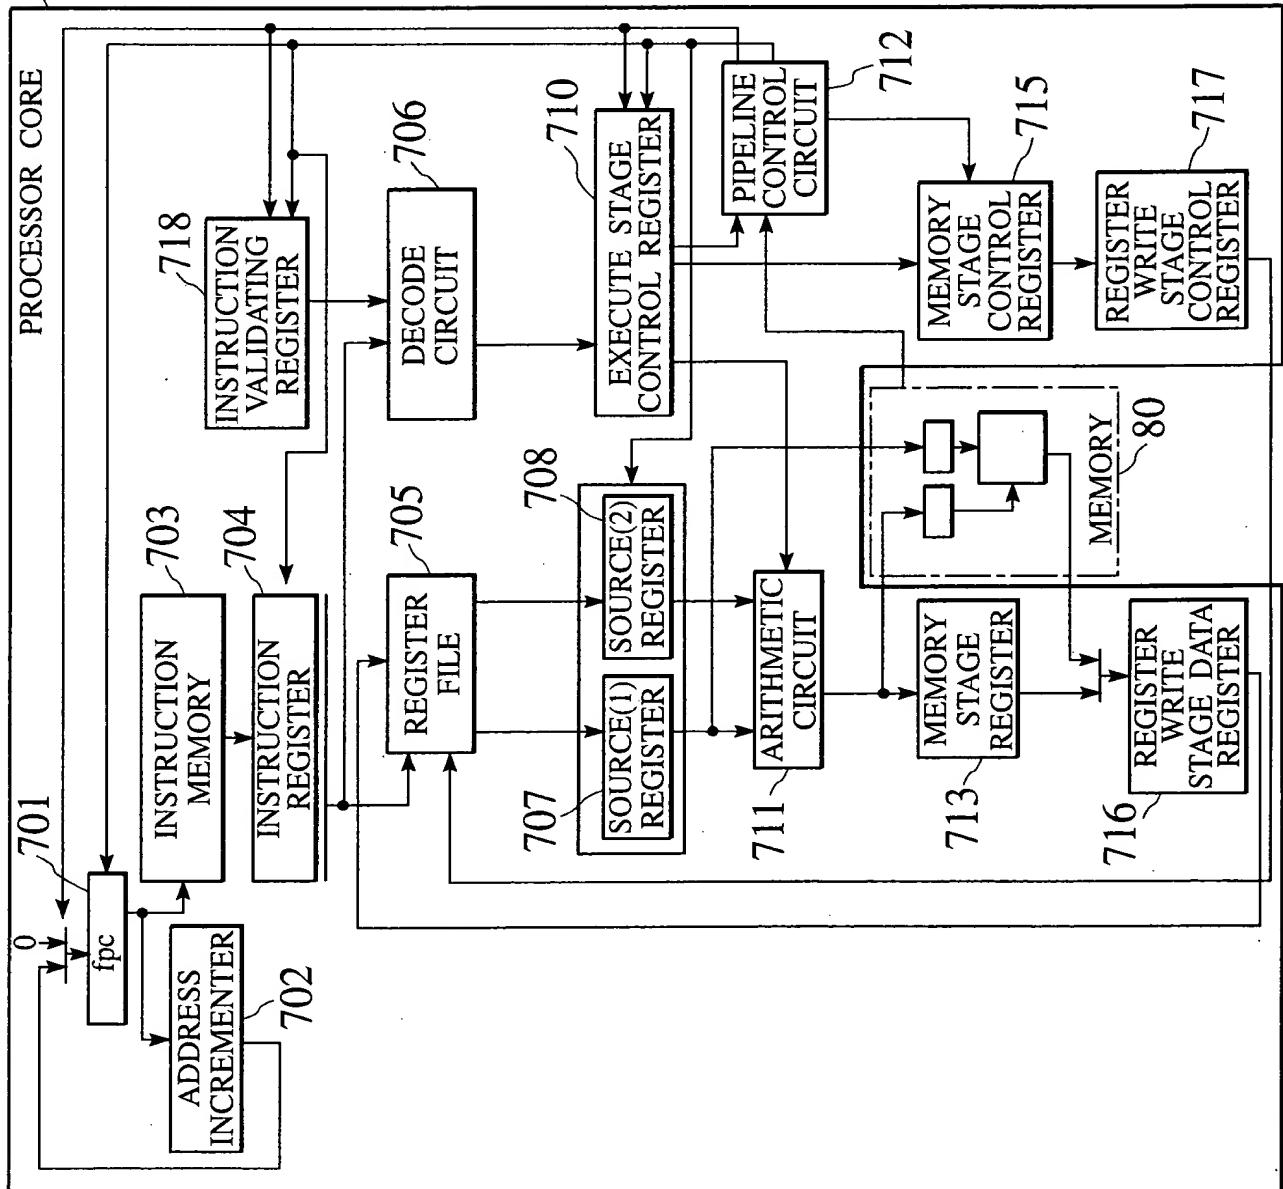 PROCESSOR CORE
0
701
fpc
ADDRESS
INCREMENTER
702
INSTRUCTION
MEMORY
703
INSTRUCTION
REGISTER
704
718
INSTRUCTION
VALIDATING
REGISTER
REGISTER
FILE
705
DECODE
CIRCUIT
706
707
SOURCE(1)
REGISTER
708
SOURCE(2)
REGISTER
710
EXECUTE STAGE
CONTROL REGISTER
711
ARITHMETIC
CIRCUIT
PIPELINE
CONTROL
CIRCUIT
712
713
MEMORY
STAGE
REGISTER
MEMORY
80
MEMORY
STAGE
CONTROL
REGISTER
715
716
REGISTER
WRITE
STAGE DATA
REGISTER
REGISTER
WRITE
STAGE
CONTROL
REGISTER
717